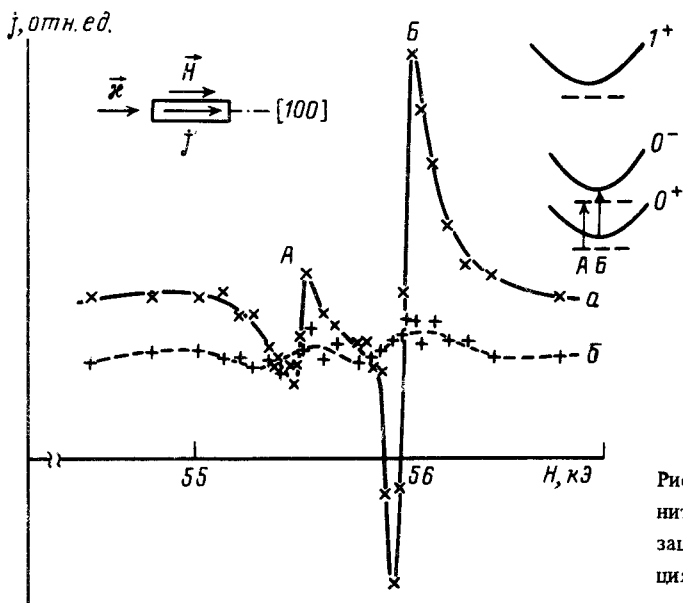 j, отн. ед.
Б
1⁺
H⃗
ϰ⃗
[100]
j⃗
0⁻
0⁺
А Б
А
а
б
55
56
H, кэ